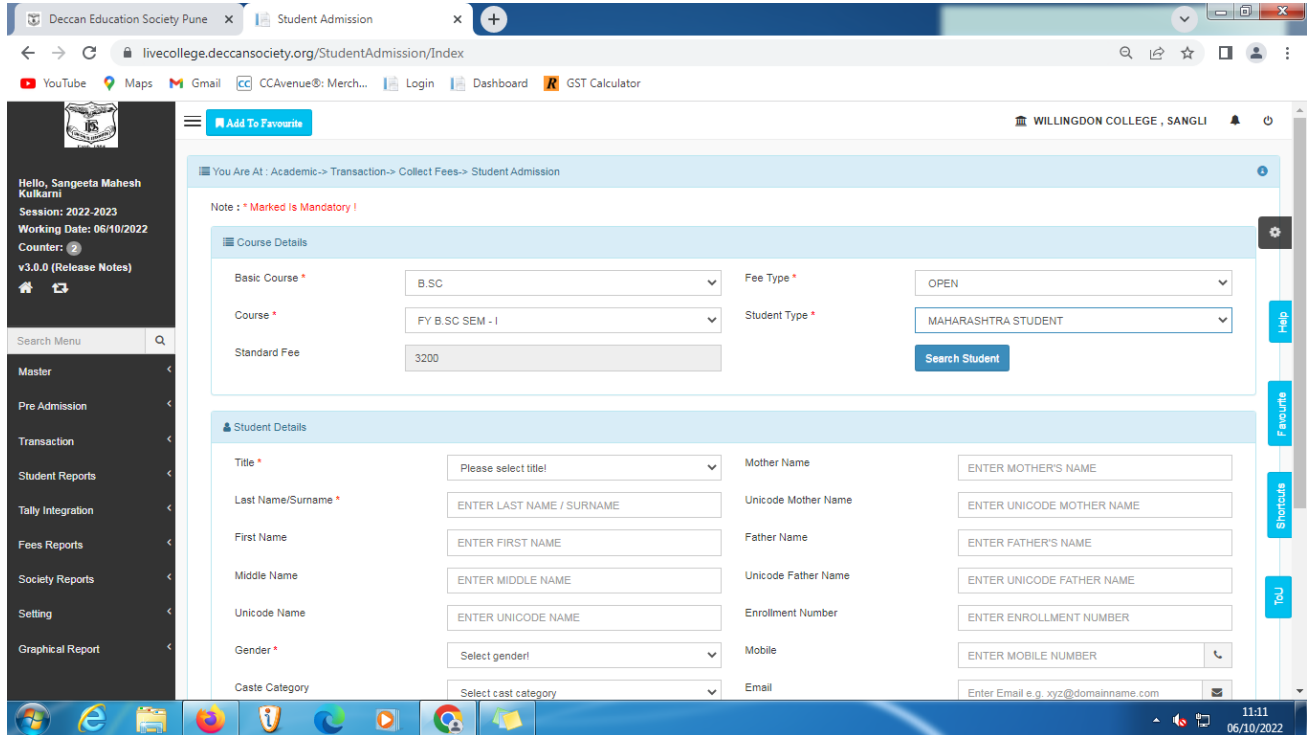 Deccan Education Society Pune
Student Admission
livecollege.deccansociety.org/StudentAdmission/Index
YouTube Maps Gmail CCAvenue®: Merch... Login Dashboard GST Calculator
Add To Favourite
WILLINGDON COLLEGE , SANGLI
Hello, Sangeeta Mahesh
Kulkarni
Session: 2022-2023
Working Date: 06/10/2022
Counter: 2
v3.0.0 (Release Notes)
Search Menu
Master
Pre Admission
Transaction
Student Reports
Tally Integration
Fees Reports
Society Reports
Setting
Graphical Report
You Are At : Academic-> Transaction-> Collect Fees-> Student Admission
Note : * Marked Is Mandatory !
Course Details
Basic Course * B.SC
Fee Type * OPEN
Course * FY B.SC SEM - I
Student Type * MAHARASHTRA STUDENT
Standard Fee 3200
Search Student
Student Details
Title * Please select title!
Mother Name ENTER MOTHER'S NAME
Last Name/Surname * ENTER LAST NAME / SURNAME
Unicode Mother Name ENTER UNICODE MOTHER NAME
First Name ENTER FIRST NAME
Father Name ENTER FATHER'S NAME
Middle Name ENTER MIDDLE NAME
Unicode Father Name ENTER UNICODE FATHER NAME
Unicode Name ENTER UNICODE NAME
Enrollment Number ENTER ENROLLMENT NUMBER
Gender * Select gender!
Mobile ENTER MOBILE NUMBER
Caste Category Select cast category
Email Enter Email e.g. xyz@domainname.com
Help
Favourite
Shortcuts
ToU
11:11
06/10/2022